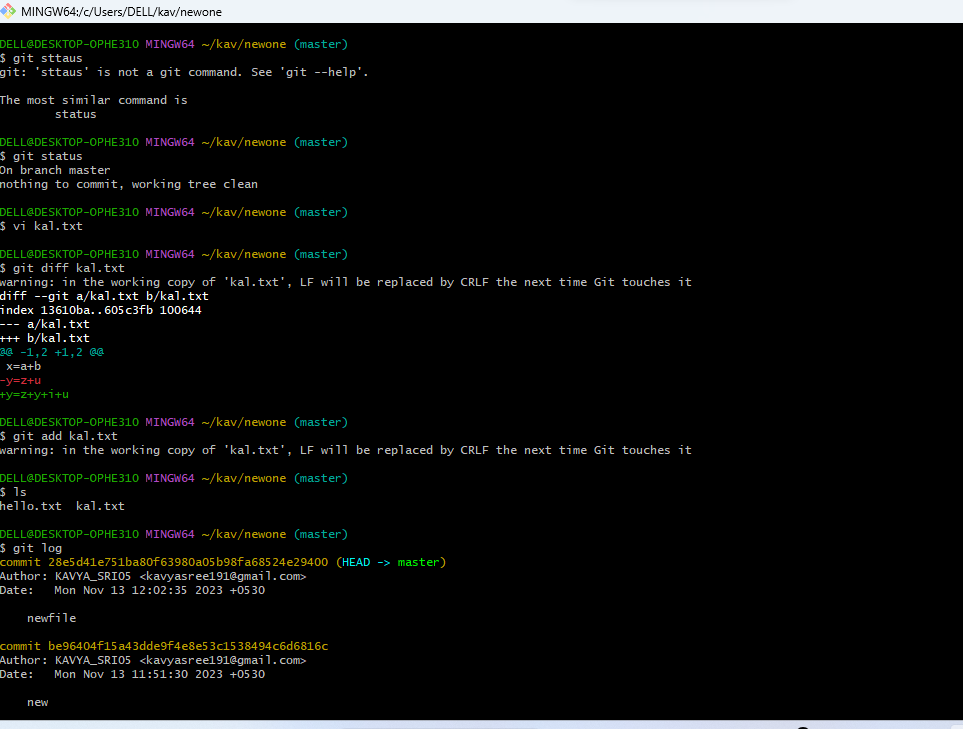 MINGW64:/c/Users/DELL/kav/newone
DELL@DESKTOP-OPHE310 MINGW64 ~/kav/newone (master)
$ git sttaus
git: 'sttaus' is not a git command. See 'git --help'.
The most similar command is
status
DELL@DESKTOP-OPHE310 MINGW64 ~/kav/newone (master)
$ git status
On branch master
nothing to commit, working tree clean
DELL@DESKTOP-OPHE310 MINGW64 ~/kav/newone (master)
$ vi kal.txt
DELL@DESKTOP-OPHE310 MINGW64 ~/kav/newone (master)
$ git diff kal.txt
warning: in the working copy of 'kal.txt', LF will be replaced by CRLF the next time Git touches it
diff --git a/kal.txt b/kal.txt
index 13610ba..605c3fb 100644
--- a/kal.txt
+++ b/kal.txt
@@ -1,2 +1,2 @@
x=a+b
-y=z+u
+y=z+y+i+u
DELL@DESKTOP-OPHE310 MINGW64 ~/kav/newone (master)
$ git add kal.txt
warning: in the working copy of 'kal.txt', LF will be replaced by CRLF the next time Git touches it
DELL@DESKTOP-OPHE310 MINGW64 ~/kav/newone (master)
$ ls
hello.txt  kal.txt
DELL@DESKTOP-OPHE310 MINGW64 ~/kav/newone (master)
$ git log
commit 28e5d41e751ba80f63980a05b98fa68524e29400 (HEAD -> master)
Author: KAVYA_SRI05 <kavyasree191@gmail.com>
Date:   Mon Nov 13 12:02:35 2023 +0530
newfile
commit be96404f15a43dde9f4e8e53c1538494c6d6816c
Author: KAVYA_SRI05 <kavyasree191@gmail.com>
Date:   Mon Nov 13 11:51:30 2023 +0530
new